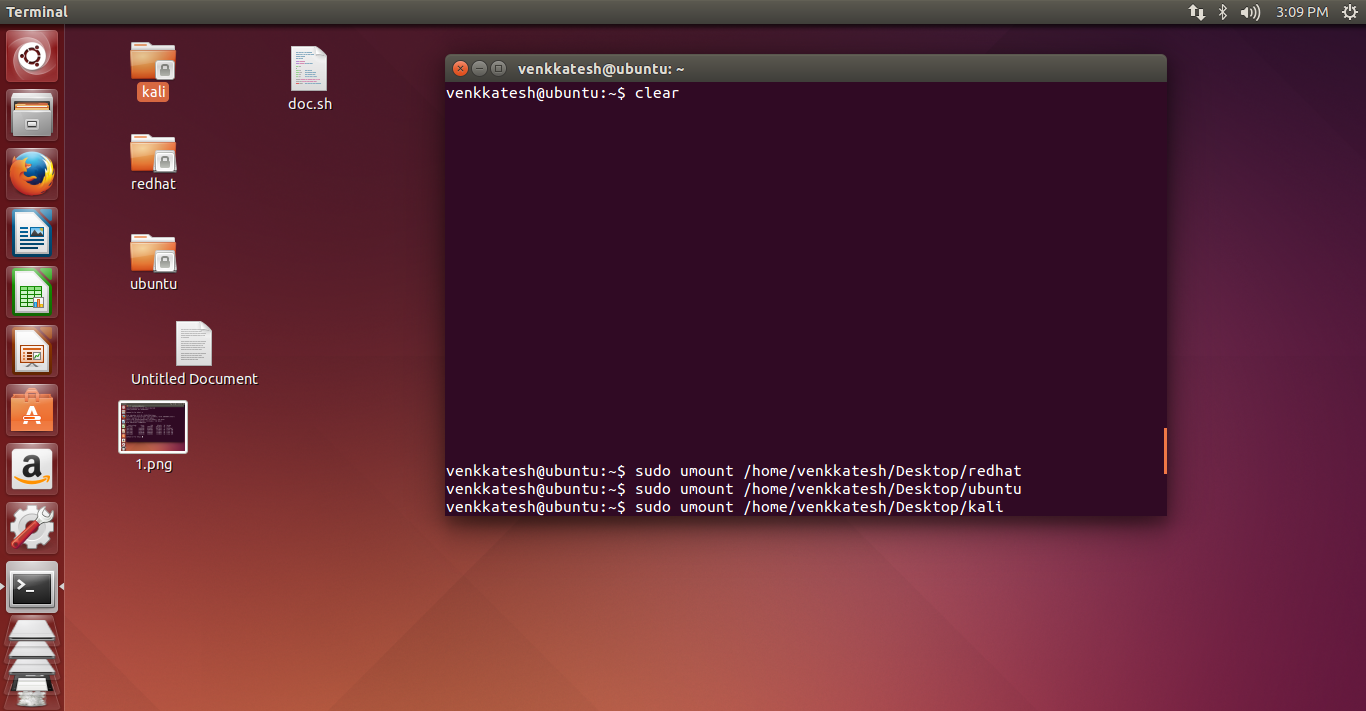 Terminal
3:09 PM
kali
doc.sh
redhat
ubuntu
Untitled Document
1.png
venkkatesh@ubuntu: ~
venkkatesh@ubuntu:~$ clear
venkkatesh@ubuntu:~$ sudo umount /home/venkkatesh/Desktop/redhat
venkkatesh@ubuntu:~$ sudo umount /home/venkkatesh/Desktop/ubuntu
venkkatesh@ubuntu:~$ sudo umount /home/venkkatesh/Desktop/kali